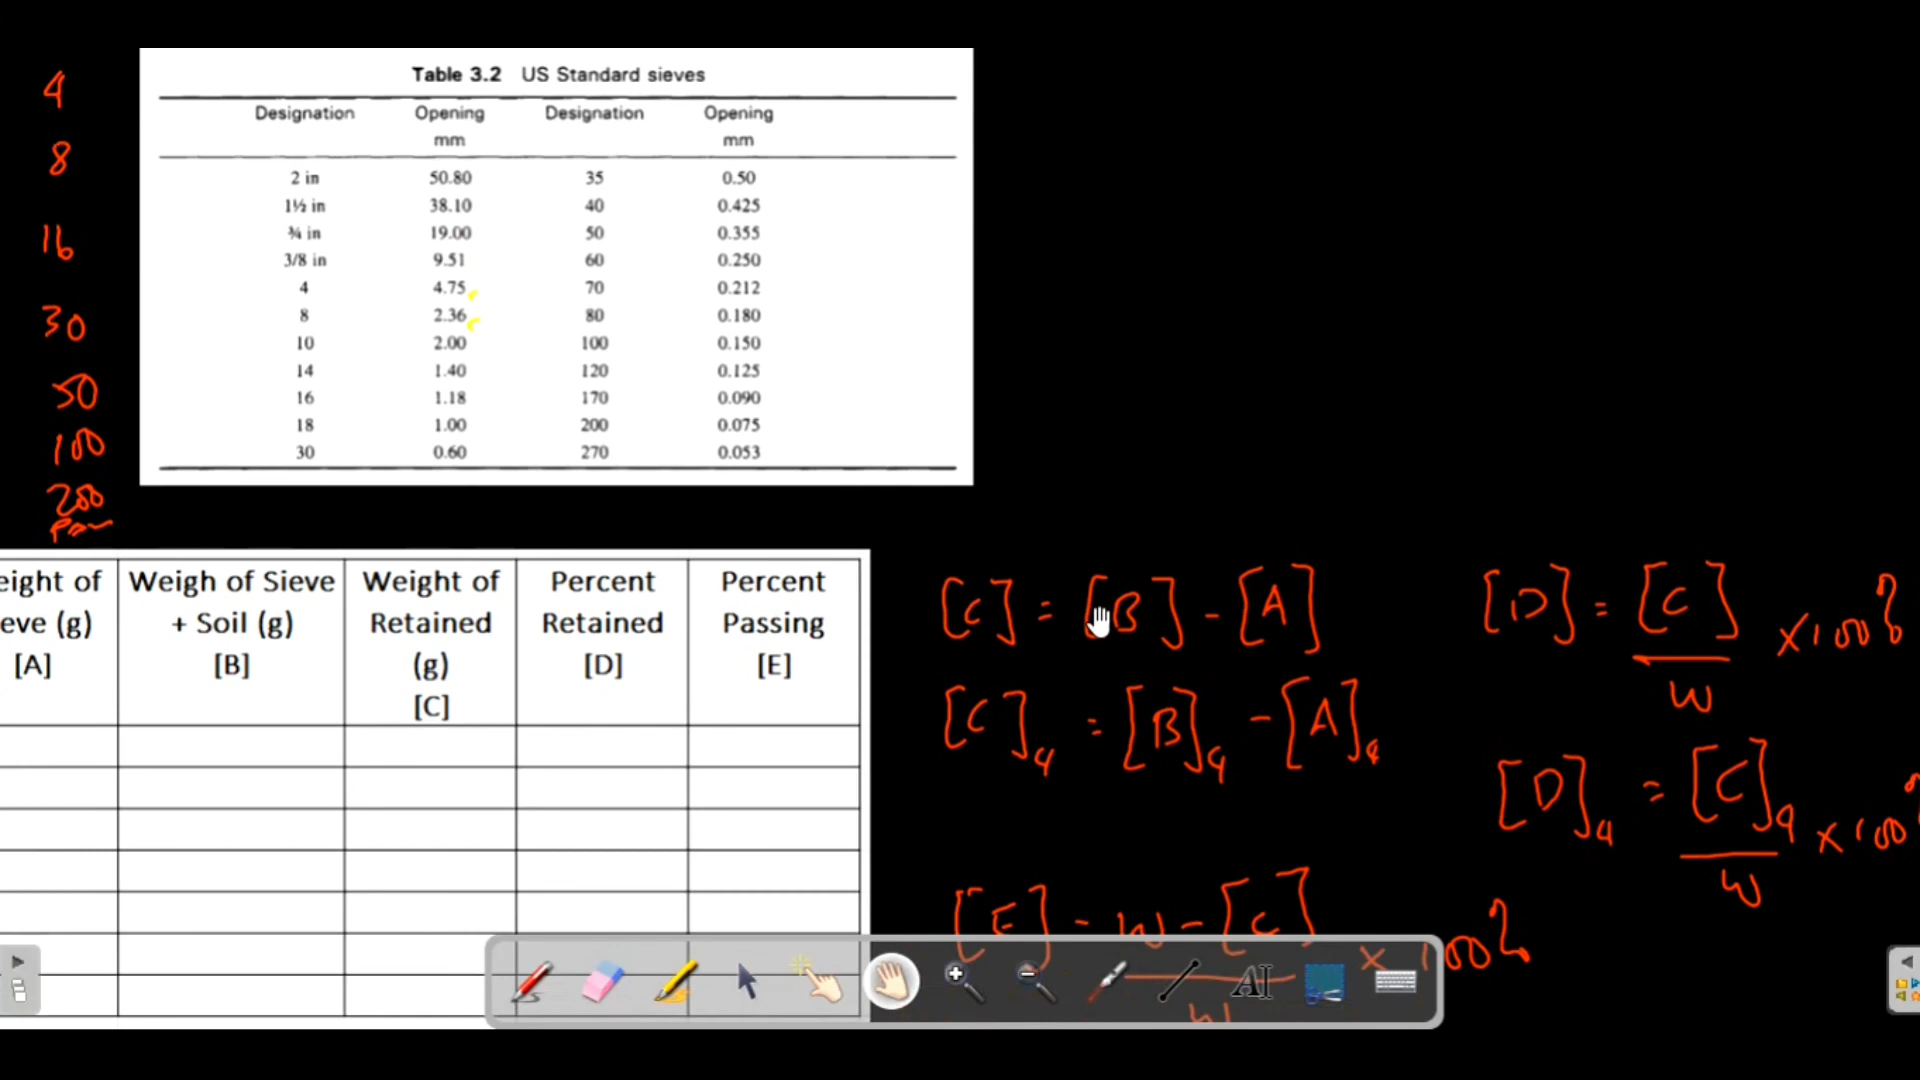 4
8
16
30
50
100
200
Pan
Table 3.2 US Standard sieves
Designation Opening Designation Opening
mm mm
2 in 50.80 35 0.50
1½ in 38.10 40 0.425
¾ in 19.00 50 0.355
3/8 in 9.51 60 0.250
4 4.75 70 0.212
8 2.36 80 0.180
10 2.00 100 0.150
14 1.40 120 0.125
16 1.18 170 0.090
18 1.00 200 0.075
30 0.60 270 0.053
eight of
eve (g)
[A]
Weigh of Sieve
+ Soil (g)
[B]
Weight of
Retained
(g)
[C]
Percent
Retained
[D]
Percent
Passing
[E]
[C] = [B] - [A]
[C]4 = [B]4 - [A]4
[D] = [C] x100%
W
[D]4 = [C]4 x100%
W
[E] = W - [C] x 100%
W
AI